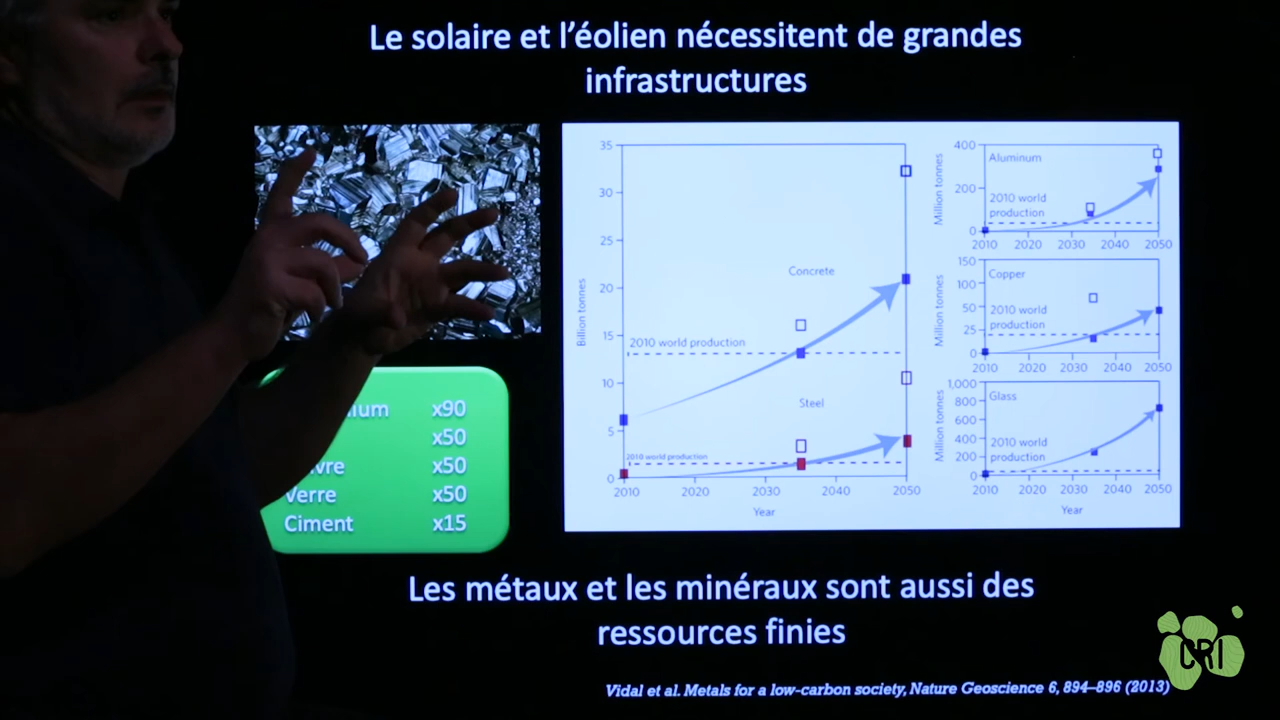 Le solaire et l'éolien nécessitent de grandes
infrastructures
35
30
25
20
15
10
5
0
Billion tonnes
Concrete
2010 world production
Steel
2010 world production
2010 2020 2030 2040 2050
Year
400
200
0
Million tonnes
Aluminum
2010 world
production
2010 2020 2030 2040 2050
150
100
50
25
0
Million tonnes
Copper
2010 world
production
2010 2020 2030 2040 2050
1,000
800
600
400
200
0
Million tonnes
Glass
2010 world
production
2010 2020 2030 2040 2050
Year
x90
x50
x50
Verre x50
Ciment x15
Les métaux et les minéraux sont aussi des
ressources finies
Vidal et al. Metals for a low-carbon society, Nature Geoscience 6, 894–896 (2013)
CRI